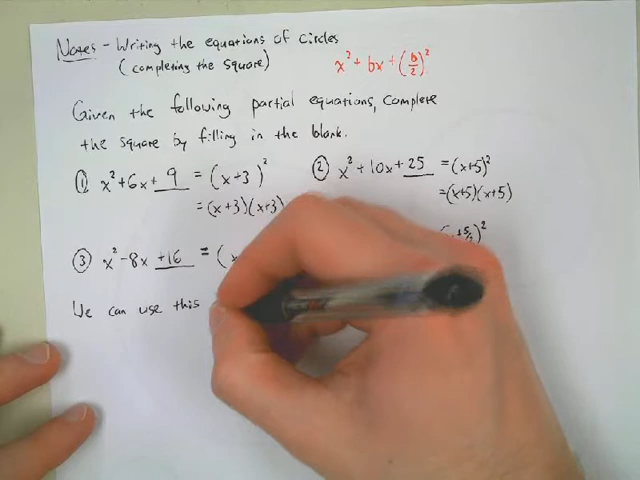 Notes - Writing the equations of circles
(completing the square)
x² + bx + (b/2)²
Given the following partial equations, complete
the square by filling in the blank.
① x² + 6x + 9 = (x+3)²
= (x+3)(x+3)
② x² + 10x + 25 = (x+5)²
= (x+5)(x+5)
③ x² - 8x + 16 = (x
We can use this